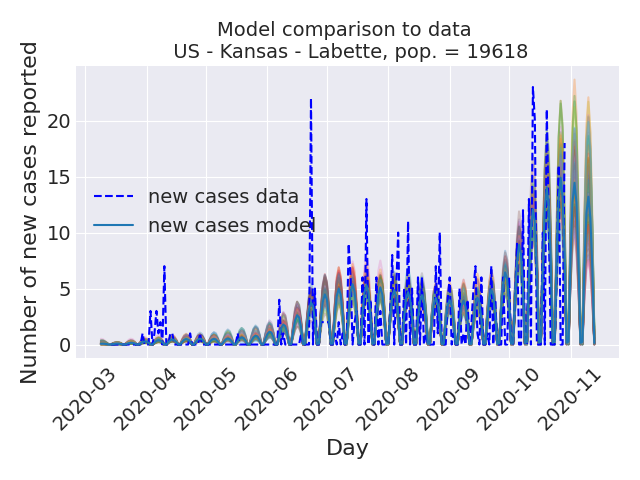 Model comparison to data
US - Kansas - Labette, pop. = 19618
Number of new cases reported
20
15
10
5
0
new cases data
new cases model
2020-03
2020-04
2020-05
2020-06
2020-07
2020-08
2020-09
2020-10
2020-11
Day